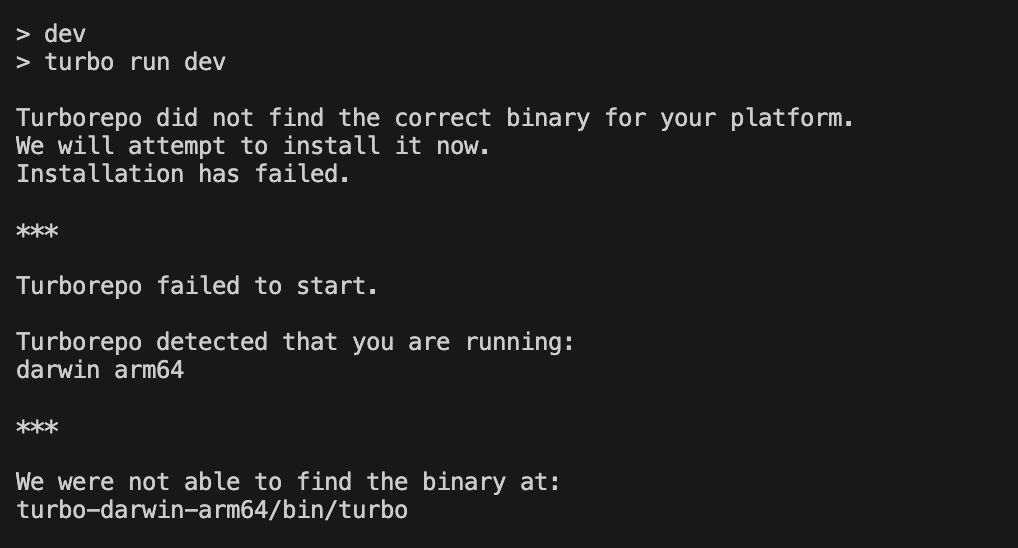 > dev
> turbo run dev
Turborepo did not find the correct binary for your platform.
We will attempt to install it now.
Installation has failed.
***
Turborepo failed to start.
Turborepo detected that you are running:
darwin arm64
***
We were not able to find the binary at:
turbo-darwin-arm64/bin/turbo